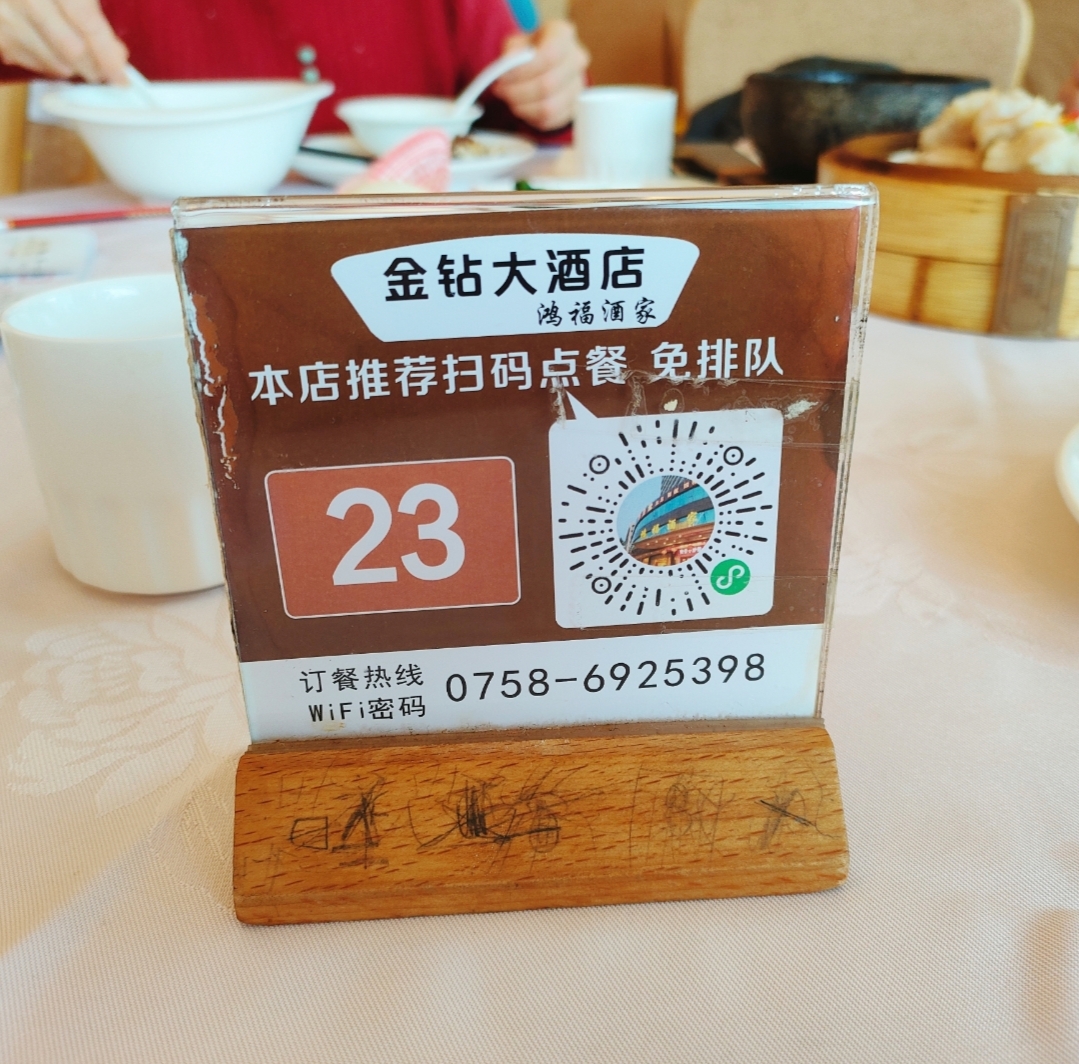 金钻大酒店
鸿福酒家
本店推荐扫码点餐 免排队
23
订餐热线
WiFi密码
0758-6925398